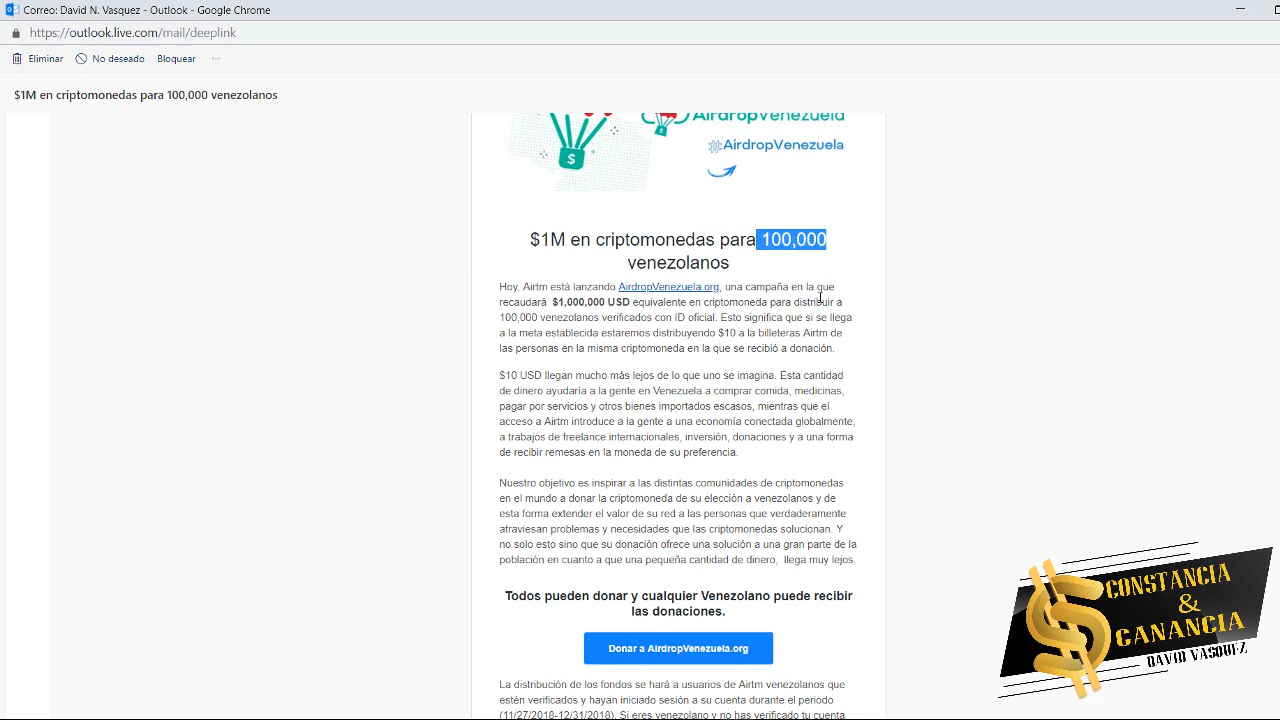 Correo: David N. Vasquez - Outlook - Google Chrome
https://outlook.live.com/mail/deeplink
Eliminar No deseado Bloquear ...
$1M en criptomonedas para 100,000 venezolanos
AirdropVenezuela
#AirdropVenezuela
$
$1M en criptomonedas para 100,000
venezolanos
Hoy, Airtm está lanzando AirdropVenezuela.org, una campaña en la que
recaudará $1,000,000 USD equivalente en criptomoneda para distribuir a
100,000 venezolanos verificados con ID oficial. Esto significa que si se llega
a la meta establecida estaremos distribuyendo $10 a la billeteras Airtm de
las personas en la misma criptomoneda en la que se recibió a donación.
$10 USD llegan mucho más lejos de lo que uno se imagina. Esta cantidad
de dinero ayudaría a la gente en Venezuela a comprar comida, medicinas,
pagar por servicios y otros bienes importados escasos, mientras que el
acceso a Airtm introduce a la gente a una economía conectada globalmente,
a trabajos de freelance internacionales, inversión, donaciones y a una forma
de recibir remesas en la moneda de su preferencia.
Nuestro objetivo es inspirar a las distintas comunidades de criptomonedas
en el mundo a donar la criptomoneda de su elección a venezolanos y de
esta forma extender el valor de su red a las personas que verdaderamente
atraviesan problemas y necesidades que las criptomonedas solucionan. Y
no solo esto sino que su donación ofrece una solución a una gran parte de la
población en cuanto a que una pequeña cantidad de dinero, llega muy lejos.
Todos pueden donar y cualquier Venezolano puede recibir
las donaciones.
Donar a AirdropVenezuela.org
La distribución de los fondos se hará a usuarios de Airtm venezolanos que
estén verificados y hayan iniciado sesión a su cuenta durante el periodo
(11/27/2018-12/31/2018). Si eres venezolano y no has verificado tu cuenta
CONSTANCIA
&
GANANCIA
DAVID VASQUEZ